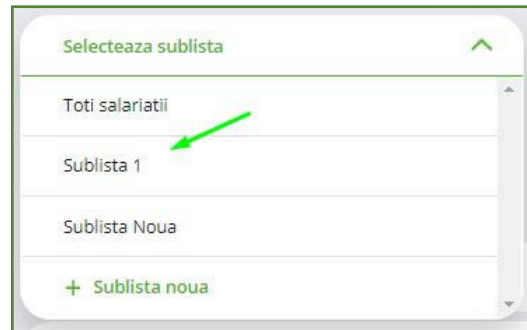 Selecteaza sublista
Toti salariatii
Sublista 1
Sublista Noua
+ Sublista noua